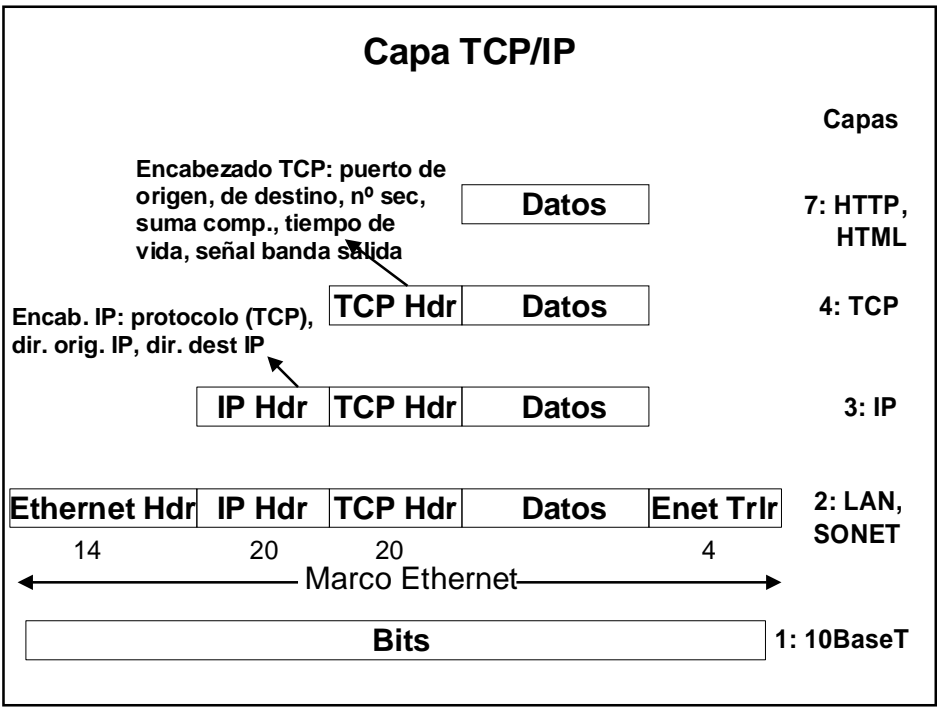 Capa TCP/IP
Capas
Encabezado TCP: puerto de
origen, de destino, nº sec,
suma comp., tiempo de
vida, señal banda salida
Datos
7: HTTP,
HTML
TCP Hdr Datos
4: TCP
Encab. IP: protocolo (TCP),
dir. orig. IP, dir. dest IP
IP Hdr TCP Hdr Datos
3: IP
Ethernet Hdr IP Hdr TCP Hdr Datos Enet Trlr
2: LAN,
SONET
14 20 20 4
Marco Ethernet
Bits
1: 10BaseT